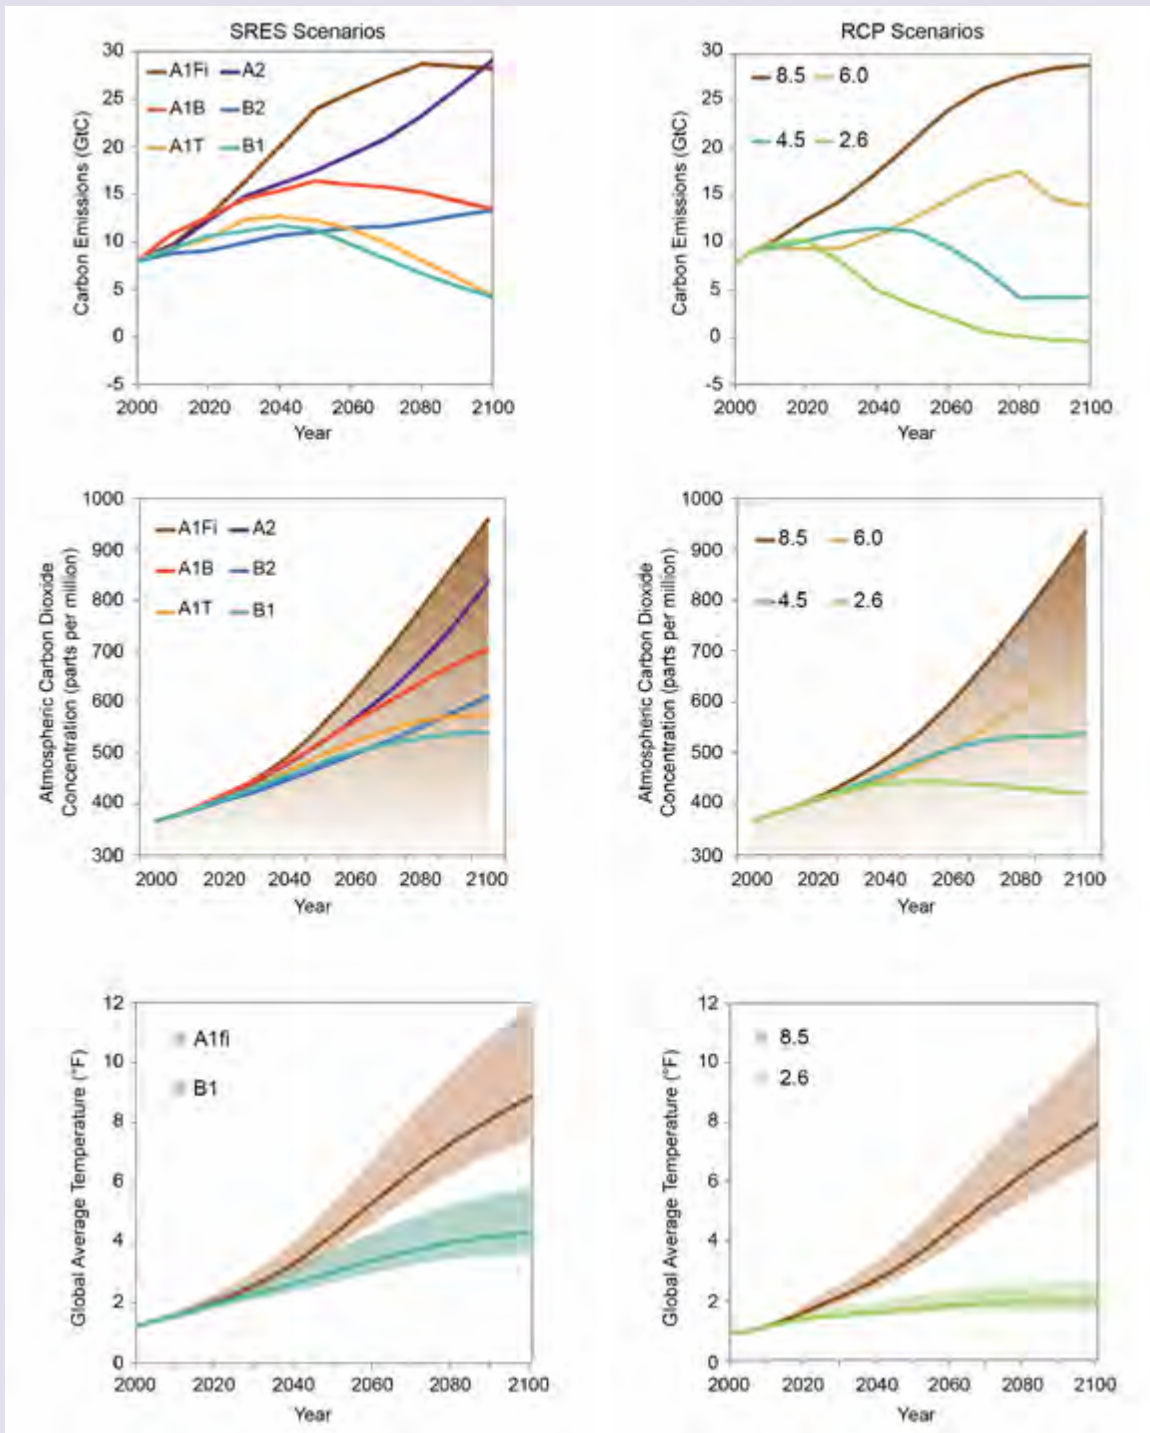 SRES Scenarios
30
25
20
15
10
5
0
-5
Carbon Emissions (GtC)
A1Fi A2
A1B B2
A1T B1
2000 2020 2040 2060 2080 2100
Year
RCP Scenarios
30
25
20
15
10
5
0
-5
Carbon Emissions (GtC)
8.5 6.0
4.5 2.6
2000 2020 2040 2060 2080 2100
Year
1000
900
800
700
600
500
400
300
Atmospheric Carbon Dioxide
Concentration (parts per million)
A1Fi A2
A1B B2
A1T B1
2000 2020 2040 2060 2080 2100
Year
1000
900
800
700
600
500
400
300
Atmospheric Carbon Dioxide
Concentration (parts per million)
8.5 6.0
4.5 2.6
2000 2020 2040 2060 2080 2100
Year
12
10
8
6
4
2
0
Global Average Temperature (°F)
A1fi
B1
2000 2020 2040 2060 2080 2100
Year
12
10
8
6
4
2
0
Global Average Temperature (°F)
8.5
2.6
2000 2020 2040 2060 2080 2100
Year